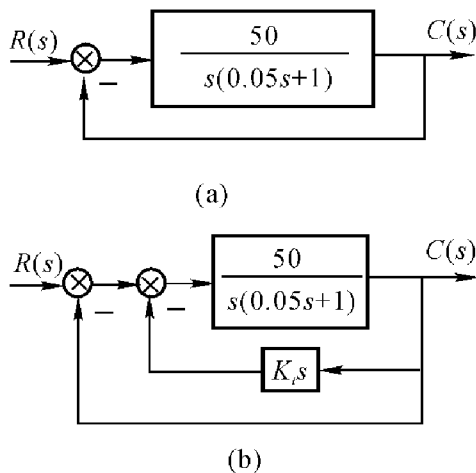 R(s)
50
s(0.05s+1)
C(s)
−
(a)
R(s)
50
s(0.05s+1)
C(s)
−
−
K_t s
(b)